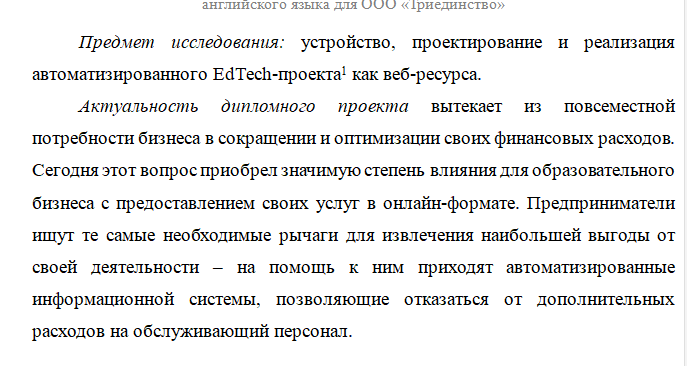 английского языка для ООО «Триединство»
Предмет исследования: устройство, проектирование и реализация
автоматизированного EdTech-проекта¹ как веб-ресурса.
Актуальность дипломного проекта вытекает из повсеместной
потребности бизнеса в сокращении и оптимизации своих финансовых расходов.
Сегодня этот вопрос приобрел значимую степень влияния для образовательного
бизнеса с предоставлением своих услуг в онлайн-формате. Предприниматели
ищут те самые необходимые рычаги для извлечения наибольшей выгоды от
своей деятельности – на помощь к ним приходят автоматизированные
информационной системы, позволяющие отказаться от дополнительных
расходов на обслуживающий персонал.